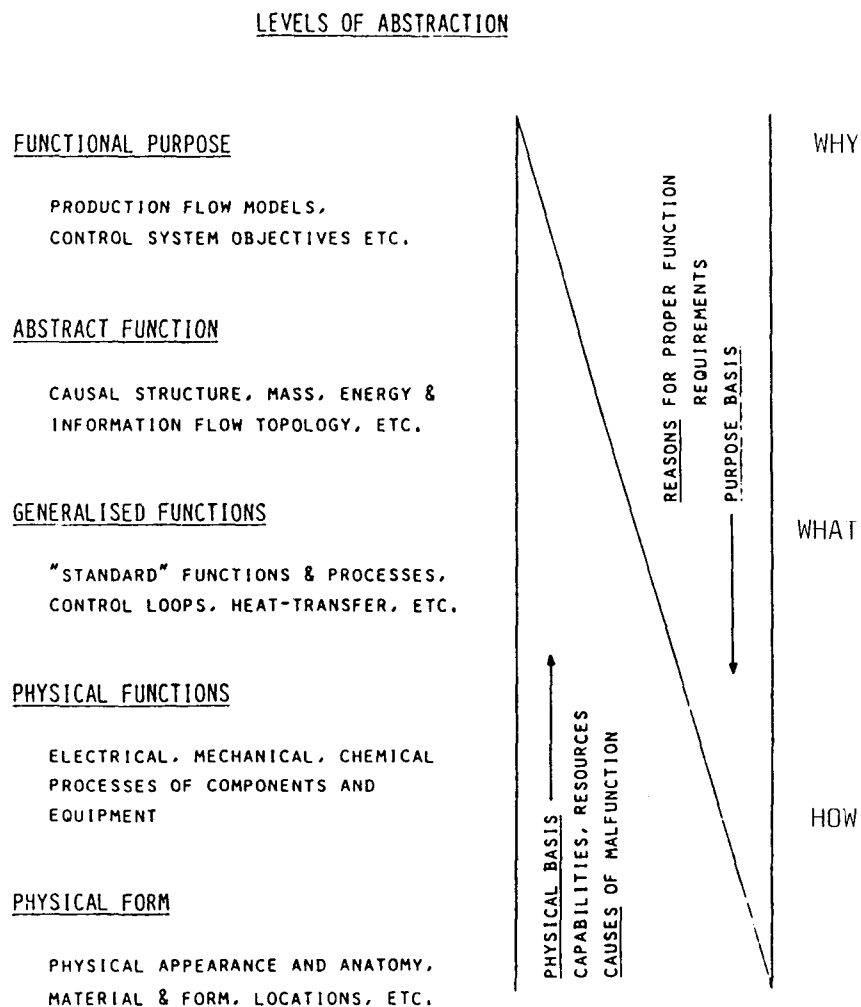 LEVELS OF ABSTRACTION
FUNCTIONAL PURPOSE
PRODUCTION FLOW MODELS,
CONTROL SYSTEM OBJECTIVES ETC.
ABSTRACT FUNCTION
CAUSAL STRUCTURE, MASS, ENERGY &
INFORMATION FLOW TOPOLOGY, ETC.
GENERALISED FUNCTIONS
"STANDARD" FUNCTIONS & PROCESSES,
CONTROL LOOPS, HEAT-TRANSFER, ETC.
PHYSICAL FUNCTIONS
ELECTRICAL, MECHANICAL, CHEMICAL
PROCESSES OF COMPONENTS AND
EQUIPMENT
PHYSICAL FORM
PHYSICAL APPEARANCE AND ANATOMY,
MATERIAL & FORM, LOCATIONS, ETC.
PHYSICAL BASIS
CAPABILITIES, RESOURCES
CAUSES OF MALFUNCTION
REASONS FOR PROPER FUNCTION
REQUIREMENTS
PURPOSE BASIS
WHY
WHAT
HOW